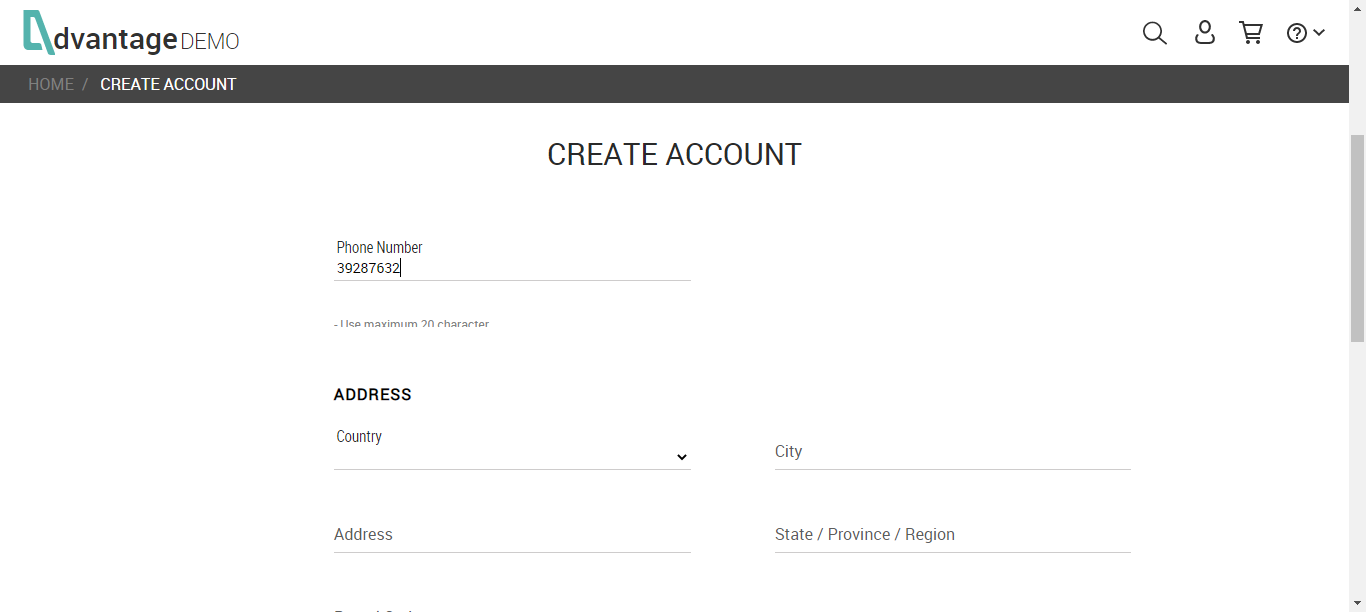 dvantage DEMO
HOME / CREATE ACCOUNT
CREATE ACCOUNT
Phone Number
39287632
- Use maximum 20 character
ADDRESS
Country
City
Address
State / Province / Region